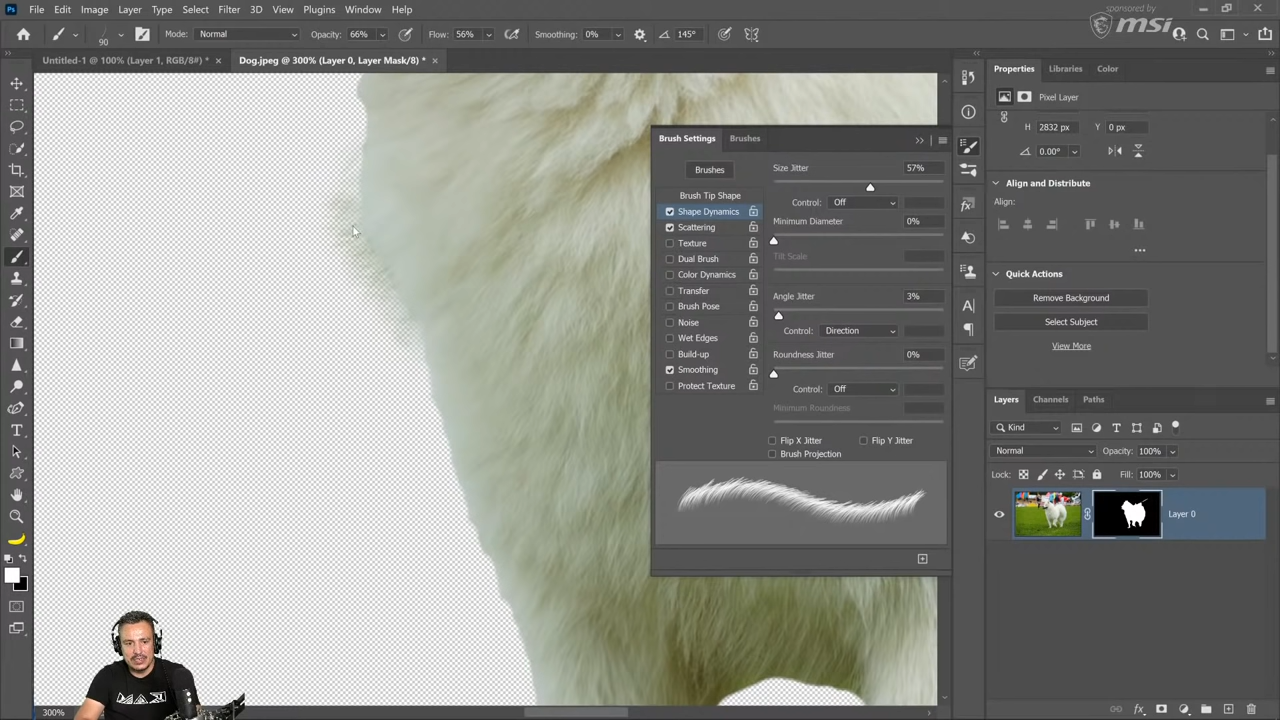 Ps File Edit Image Layer Type Select Filter 3D View Plugins Window Help
sponsored by
msi
90 Mode: Normal Opacity: 66% Flow: 56% Smoothing: 0% 145°
Untitled-1 @ 100% (Layer 1, RGB/8#) * × Dog.jpeg @ 300% (Layer 0, Layer Mask/8) * ×
Properties Libraries Color
Pixel Layer
H 2832 px Y 0 px
0.00°
Align and Distribute
Align:
Quick Actions
Remove Background
Select Subject
View More
Brush Settings Brushes
Brushes
Brush Tip Shape
Shape Dynamics
Scattering
Texture
Dual Brush
Color Dynamics
Transfer
Brush Pose
Noise
Wet Edges
Build-up
Smoothing
Protect Texture
Size Jitter 57%
Control: Off
Minimum Diameter 0%
Tilt Scale
Angle Jitter 3%
Control: Direction
Roundness Jitter 0%
Control: Off
Minimum Roundness
Flip X Jitter Flip Y Jitter
Brush Projection
Layers Channels Paths
Kind
Normal Opacity: 100%
Lock: Fill: 100%
Layer 0
300%